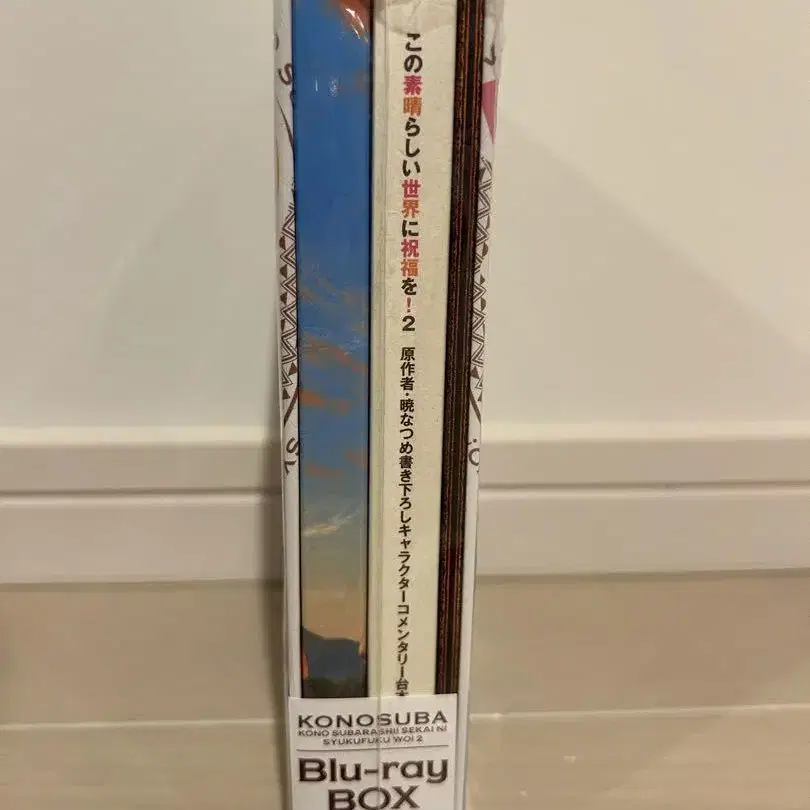 この素晴らしい世界に祝福を!2 原作者・暁なつめ書き下ろしキャラクターコメンタリー台本
KONOSUBA
KONO SUBARASHII SEKAI NI
SYUKUFUKU WO! 2
Blu-ray
BOX